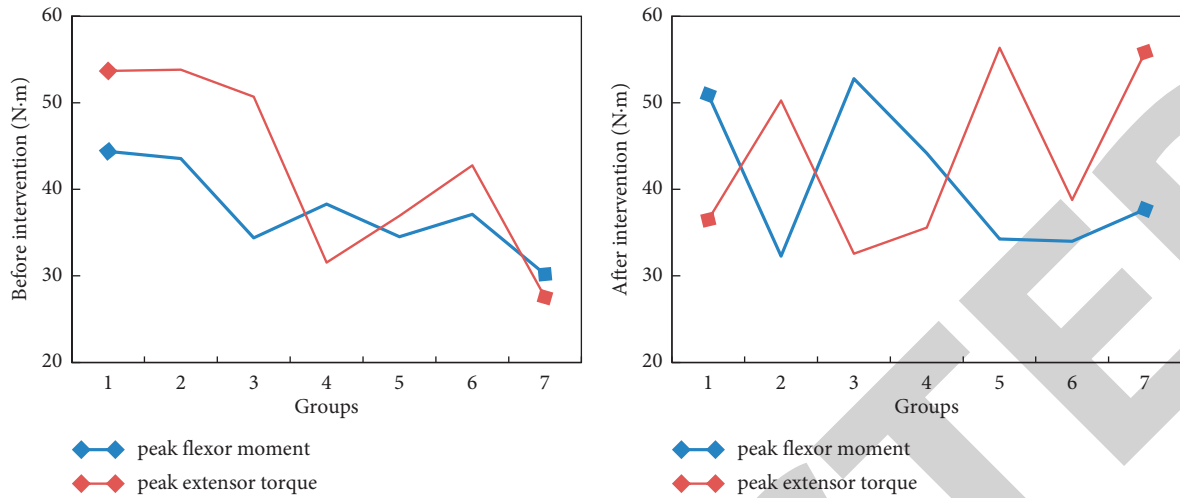 60
50
40
30
20
Before intervention (N·m)
1 2 3 4 5 6 7
Groups
peak flexor moment
peak extensor torque
60
50
40
30
20
After intervention (N·m)
1 2 3 4 5 6 7
Groups
peak flexor moment
peak extensor torque